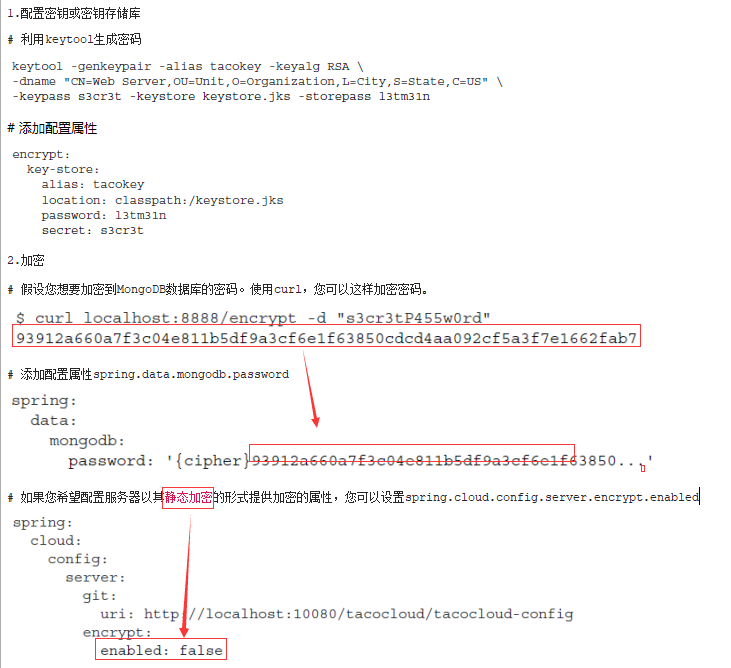 1.配置密钥或密钥存储库
# 利用keytool生成密码
keytool -genkeypair -alias tacokey -keyalg RSA \
-dname "CN=Web Server,OU=Unit,O=Organization,L=City,S=State,C=US" \
-keypass s3cr3t -keystore keystore.jks -storepass l3tm31n
# 添加配置属性
encrypt:
key-store:
alias: tacokey
location: classpath:/keystore.jks
password: l3tm31n
secret: s3cr3t
2.加密
# 假设您想要加密到MongoDB数据库的密码。使用curl，您可以这样加密密码。
$ curl localhost:8888/encrypt -d "s3cr3tP455w0rd"
93912a660a7f3c04e811b5df9a3cf6e1f63850cdcd4aa092cf5a3f7e1662fab7
# 添加配置属性spring.data.mongodb.password
spring:
data:
mongodb:
password: '{cipher}93912a660a7f3c04e811b5df9a3cf6e1f63850...'
# 如果您希望配置服务器以其静态加密的形式提供加密的属性，您可以设置spring.cloud.config.server.encrypt.enabled
spring:
cloud:
config:
server:
git:
uri: http://localhost:10080/tacocloud/tacocloud-config
encrypt:
enabled: false